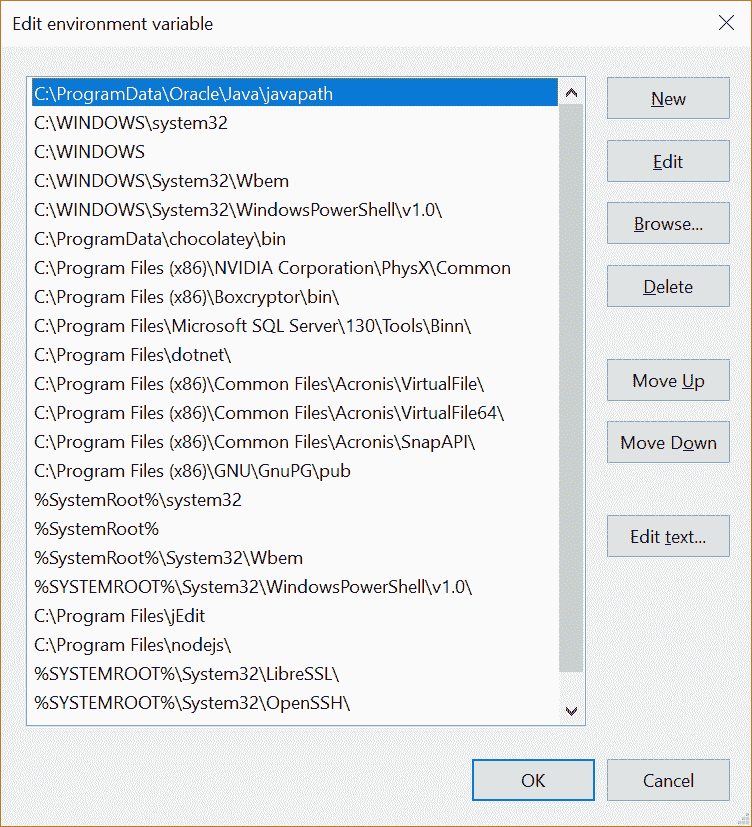 Edit environment variable
C:\ProgramData\Oracle\Java\javapath
C:\WINDOWS\system32
C:\WINDOWS
C:\WINDOWS\System32\Wbem
C:\WINDOWS\System32\WindowsPowerShell\v1.0\
C:\ProgramData\chocolatey\bin
C:\Program Files (x86)\NVIDIA Corporation\PhysX\Common
C:\Program Files (x86)\Boxcryptor\bin\
C:\Program Files\Microsoft SQL Server\130\Tools\Binn\
C:\Program Files\dotnet\
C:\Program Files (x86)\Common Files\Acronis\VirtualFile\
C:\Program Files (x86)\Common Files\Acronis\VirtualFile64\
C:\Program Files (x86)\Common Files\Acronis\SnapAPI\
C:\Program Files (x86)\GNU\GnuPG\pub
%SystemRoot%\system32
%SystemRoot%
%SystemRoot%\System32\Wbem
%SYSTEMROOT%\System32\WindowsPowerShell\v1.0\
C:\Program Files\jEdit
C:\Program Files\nodejs\
%SYSTEMROOT%\System32\LibreSSL\
%SYSTEMROOT%\System32\OpenSSH\
New
Edit
Browse...
Delete
Move Up
Move Down
Edit text...
OK
Cancel